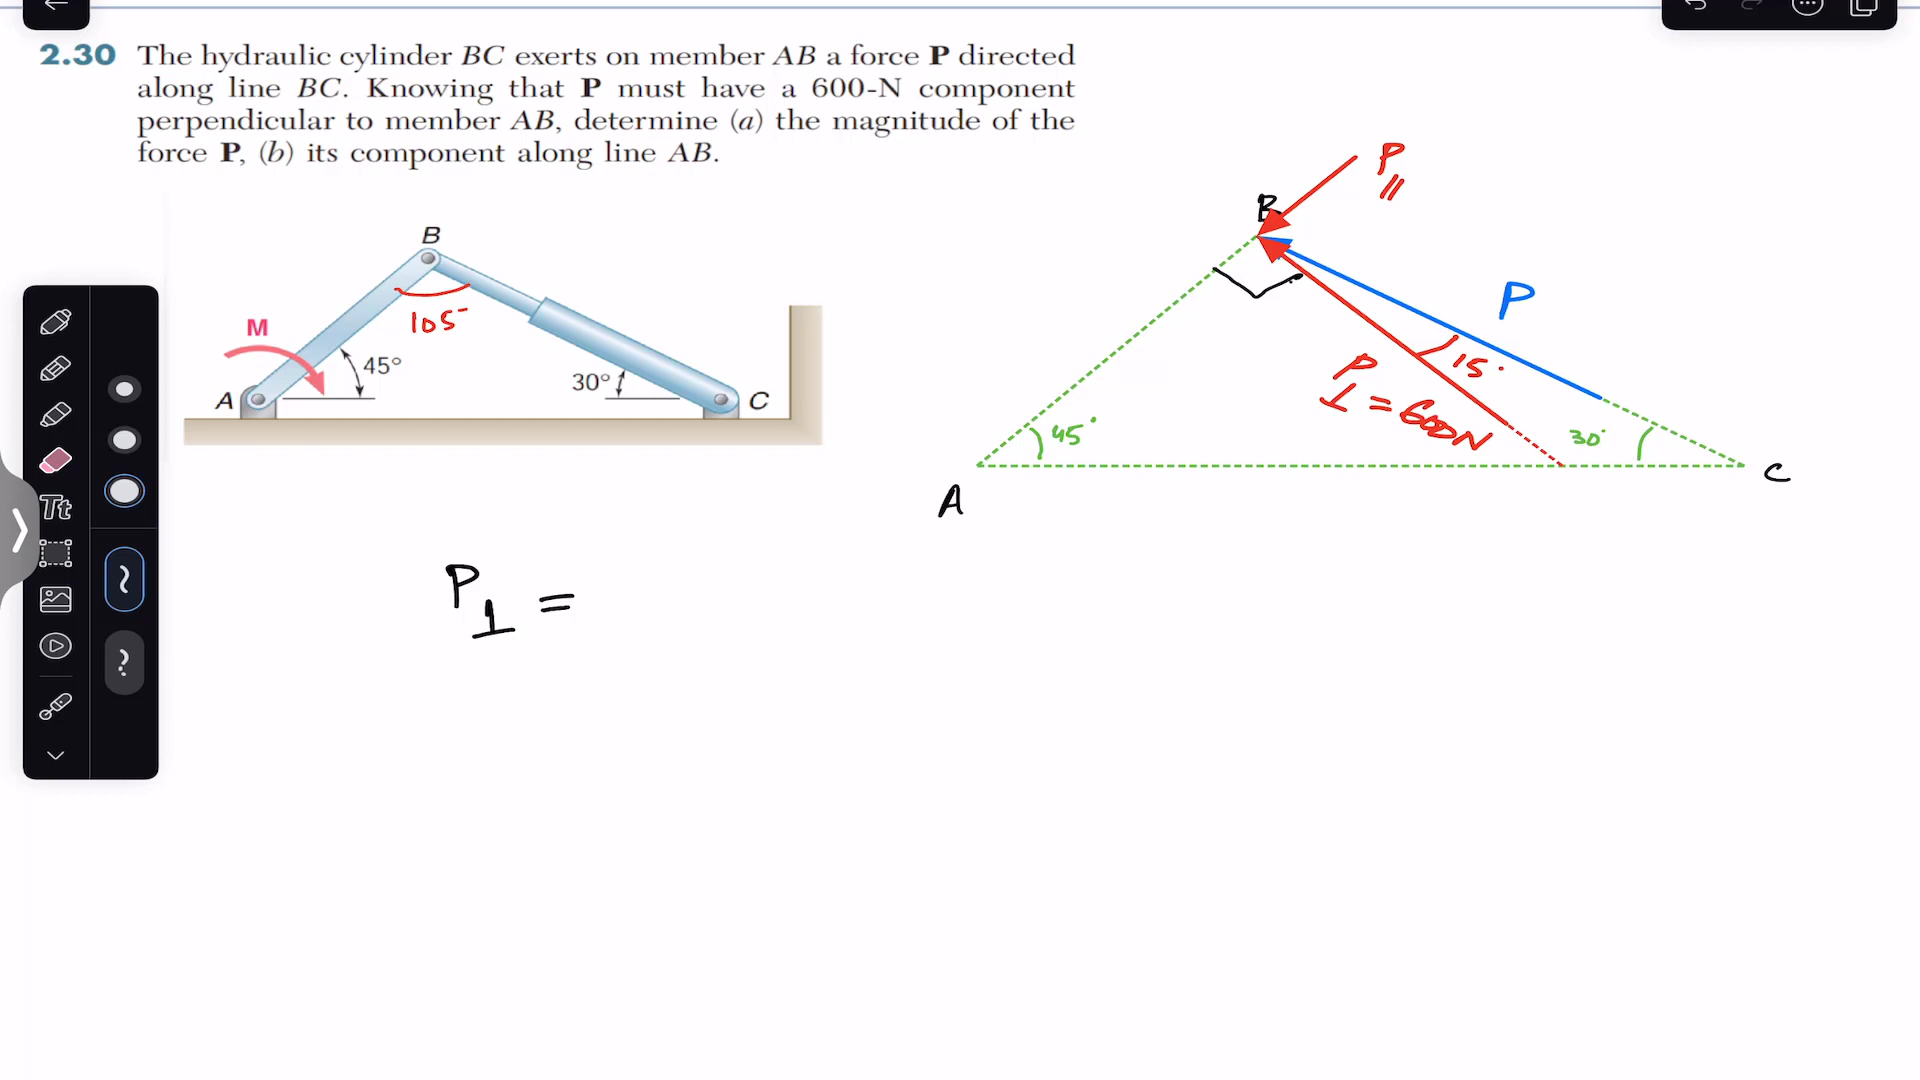 2.30 The hydraulic cylinder BC exerts on member AB a force P directed
along line BC. Knowing that P must have a 600-N component
perpendicular to member AB, determine (a) the magnitude of the
force P, (b) its component along line AB.
B
105°
M
45°
A
30°
C
P //
B
P
15°
P⊥ = 600N
45°
30°
A
C
P⊥ =
Tt